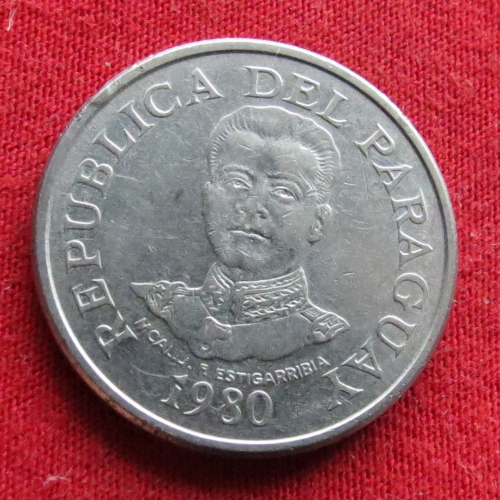 REPUBLICA DEL PARAGUAY
MCAL. J. F. ESTIGARRIBIA
1980